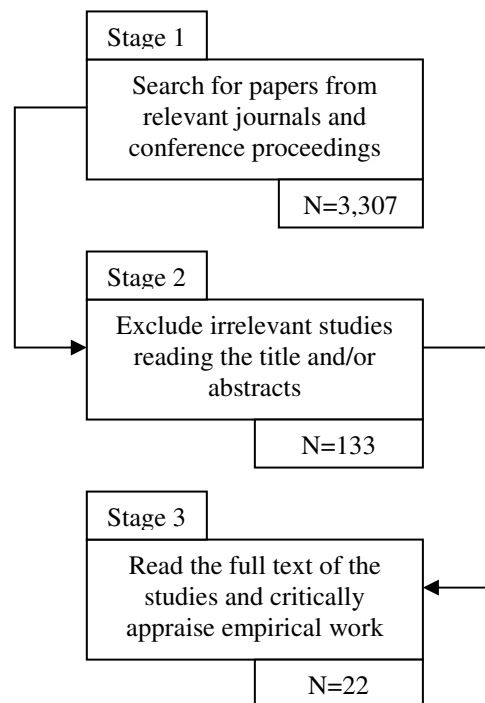 Stage 1
Search for papers from
relevant journals and
conference proceedings
N=3,307
Stage 2
Exclude irrelevant studies
reading the title and/or
abstracts
N=133
Stage 3
Read the full text of the
studies and critically
appraise empirical work
N=22